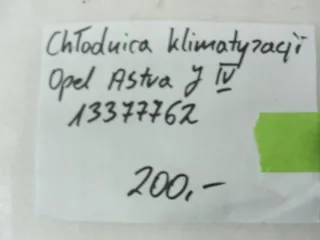 Chłodnica klimatyzacji
Opel Astra J IV
13377762
200,-